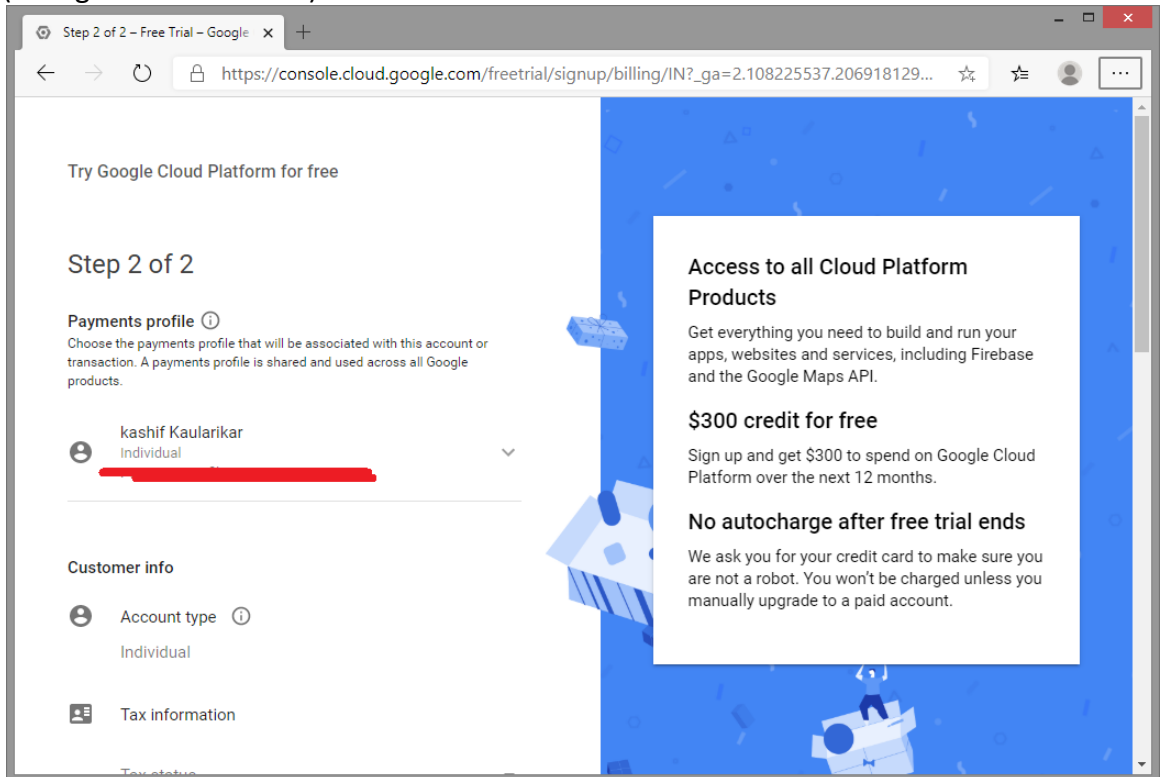 Step 2 of 2 – Free Trial – Google
https://console.cloud.google.com/freetrial/signup/billing/IN?_ga=2.108225537.206918129...
Try Google Cloud Platform for free
Step 2 of 2
Payments profile
Choose the payments profile that will be associated with this account or
transaction. A payments profile is shared and used across all Google
products.
kashif Kaularikar
Individual
Customer info
Account type
Individual
Tax information
Tax status
Access to all Cloud Platform
Products
Get everything you need to build and run your
apps, websites and services, including Firebase
and the Google Maps API.
$300 credit for free
Sign up and get $300 to spend on Google Cloud
Platform over the next 12 months.
No autocharge after free trial ends
We ask you for your credit card to make sure you
are not a robot. You won't be charged unless you
manually upgrade to a paid account.